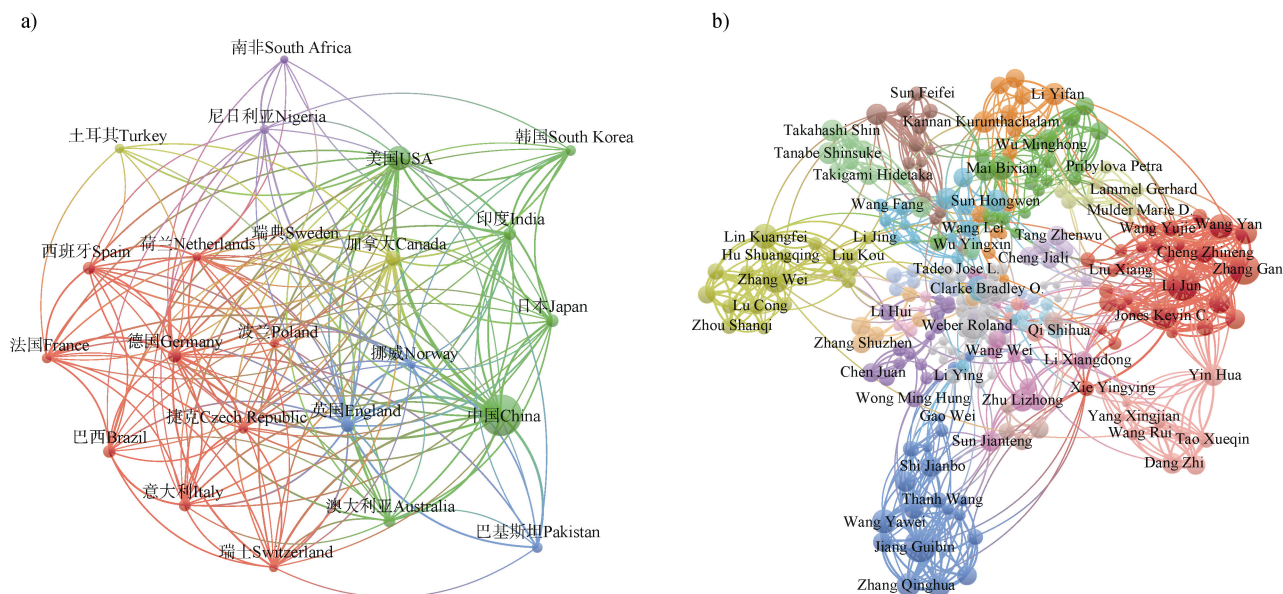 a)
南非South Africa
尼日利亚Nigeria
土耳其Turkey
韩国South Korea
美国USA
印度India
瑞典Sweden
荷兰Netherlands
加拿大Canada
西班牙Spain
日本Japan
波兰Poland
德国Germany
法国France
挪威Norway
英国England
中国China
捷克Czech Republic
巴西Brazil
意大利Italy
澳大利亚Australia
巴基斯坦Pakistan
瑞士Switzerland
b)
Sun Feifei
Li Yifan
Kannan Kurunthachalam
Takahashi Shin
Wu Minghong
Tanabe Shinsuke
Pribylova Petra
Mai Bixian
Takigami Hidetaka
Lammel Gerhard
Sun Hongwen
Wang Fang
Mulder Marie D.
Wang Yan
Wang Lei
Wang Yujie
Lin Kuangfei
Tang Zhenwu
Hu Shuangqing
Li Jing
Wu Yingxin
Cheng Zhineng
Liu Kou
Cheng Jiali
Zhang Wei
Tadeo Jose L.
Liu Xiang
Zhang Gan
Clarke Bradley O.
Li Jun
Lu Cong
Li Hui
Jones Kevin C.
Zhou Shanqi
Weber Roland
Qi Shihua
Zhang Shuzhen
Wang Wei
Li Xiangdong
Chen Juan
Li Ying
Yin Hua
Xie Yingying
Wong Ming Hung
Zhu Lizhong
Gao Wei
Yang Xingjian
Wang Rui
Sun Jianteng
Tao Xueqin
Shi Jianbo
Dang Zhi
Thanh Wang
Wang Yawei
Jiang Guibin
Zhang Qinghua